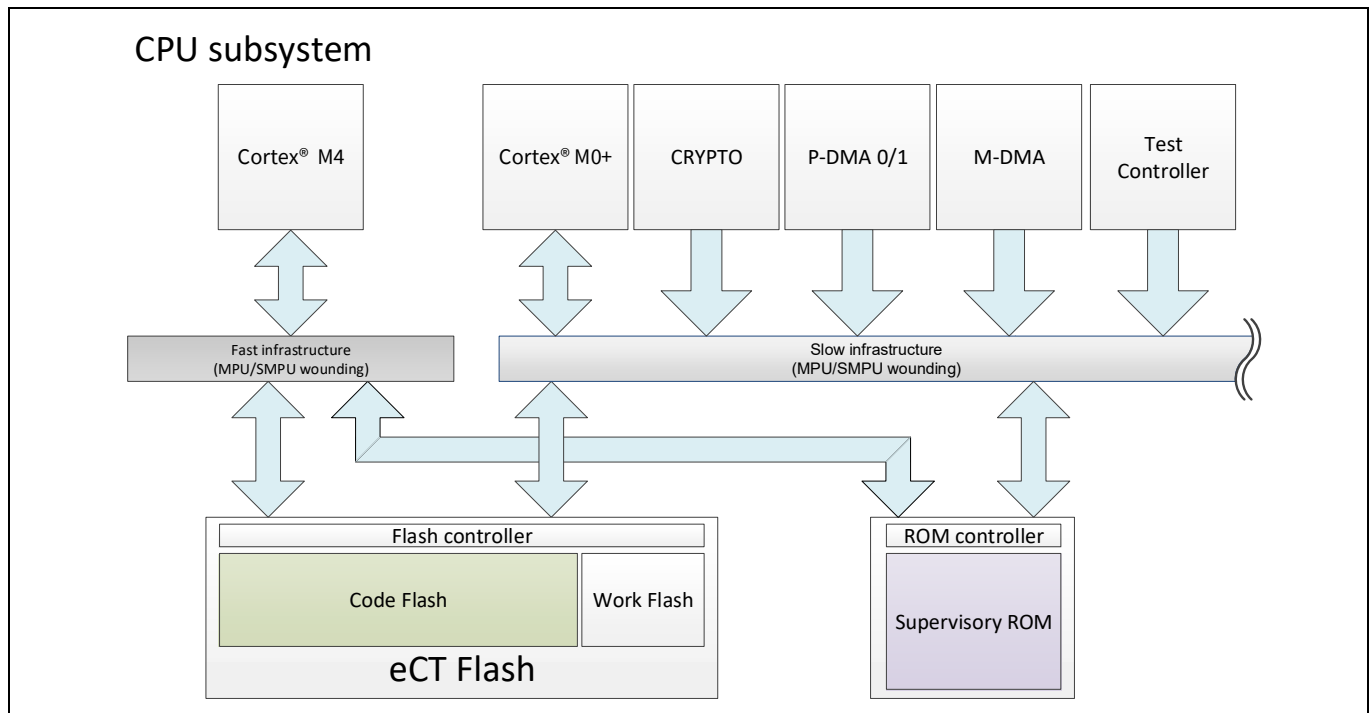 CPU subsystem
Cortex® M4
Cortex® M0+
CRYPTO
P-DMA 0/1
M-DMA
Test
Controller
Fast infrastructure
(MPU/SMPU wounding)
Slow infrastructure
(MPU/SMPU wounding)
Flash controller
Code Flash
Work Flash
eCT Flash
ROM controller
Supervisory ROM